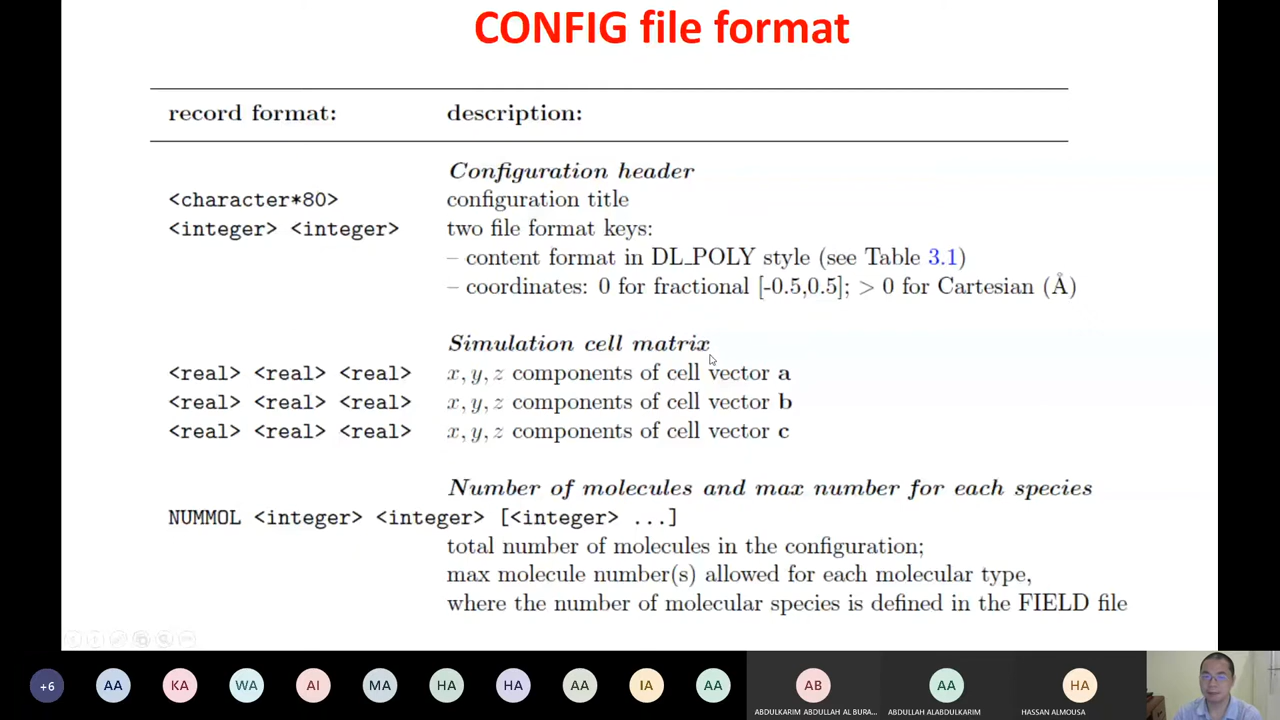 CONFIG file format
record format: description:
Configuration header
<character*80> configuration title
<integer> <integer> two file format keys:
– content format in DL_POLY style (see Table 3.1)
– coordinates: 0 for fractional [-0.5,0.5]; > 0 for Cartesian (Å)
Simulation cell matrix
<real> <real> <real> x, y, z components of cell vector a
<real> <real> <real> x, y, z components of cell vector b
<real> <real> <real> x, y, z components of cell vector c
Number of molecules and max number for each species
NUMMOL <integer> <integer> [<integer> ...]
total number of molecules in the configuration;
max molecule number(s) allowed for each molecular type,
where the number of molecular species is defined in the FIELD file
+6 AA KA WA AI MA HA HA AA IA AA AB AA HA
ABDULKARIM ABDULLAH AL BURA... ABDULLAH ALABDULKARIM HASSAN ALMOUSA